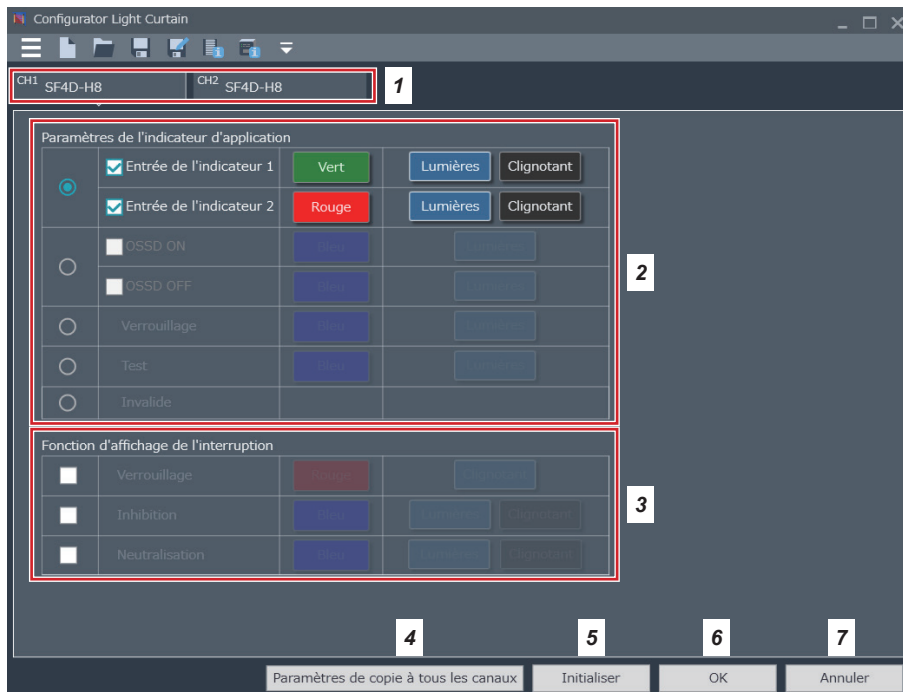 Configurator Light Curtain
CH1 SF4D-H8 CH2 SF4D-H8 1
Paramètres de l'indicateur d'application
Entrée de l'indicateur 1 Vert Lumières Clignotant
Entrée de l'indicateur 2 Rouge Lumières Clignotant
OSSD ON Bleu Lumières
2
OSSD OFF Bleu Lumières
Verrouillage Bleu Lumières
Test Bleu Lumières
Invalide
Fonction d'affichage de l'interruption
Verrouillage Rouge Clignotant
Inhibition Bleu Lumières Clignotant 3
Neutralisation Bleu Lumières Clignotant
4 5 6 7
Paramètres de copie à tous les canaux Initialiser OK Annuler